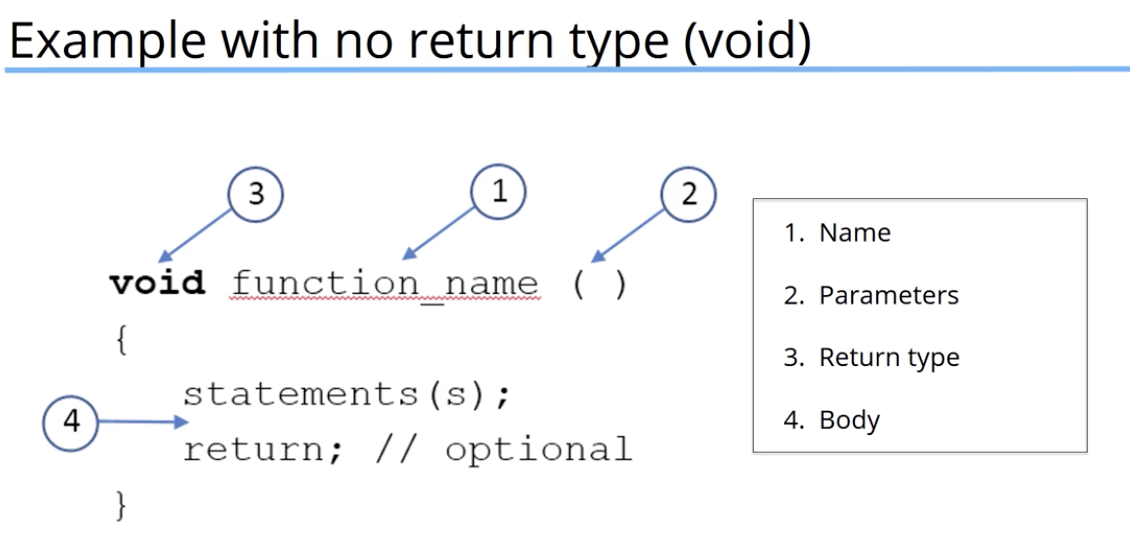 Example with no return type (void)
3
1
2
void function_name ( )
{
statements(s);
4
return; // optional
}
1. Name
2. Parameters
3. Return type
4. Body